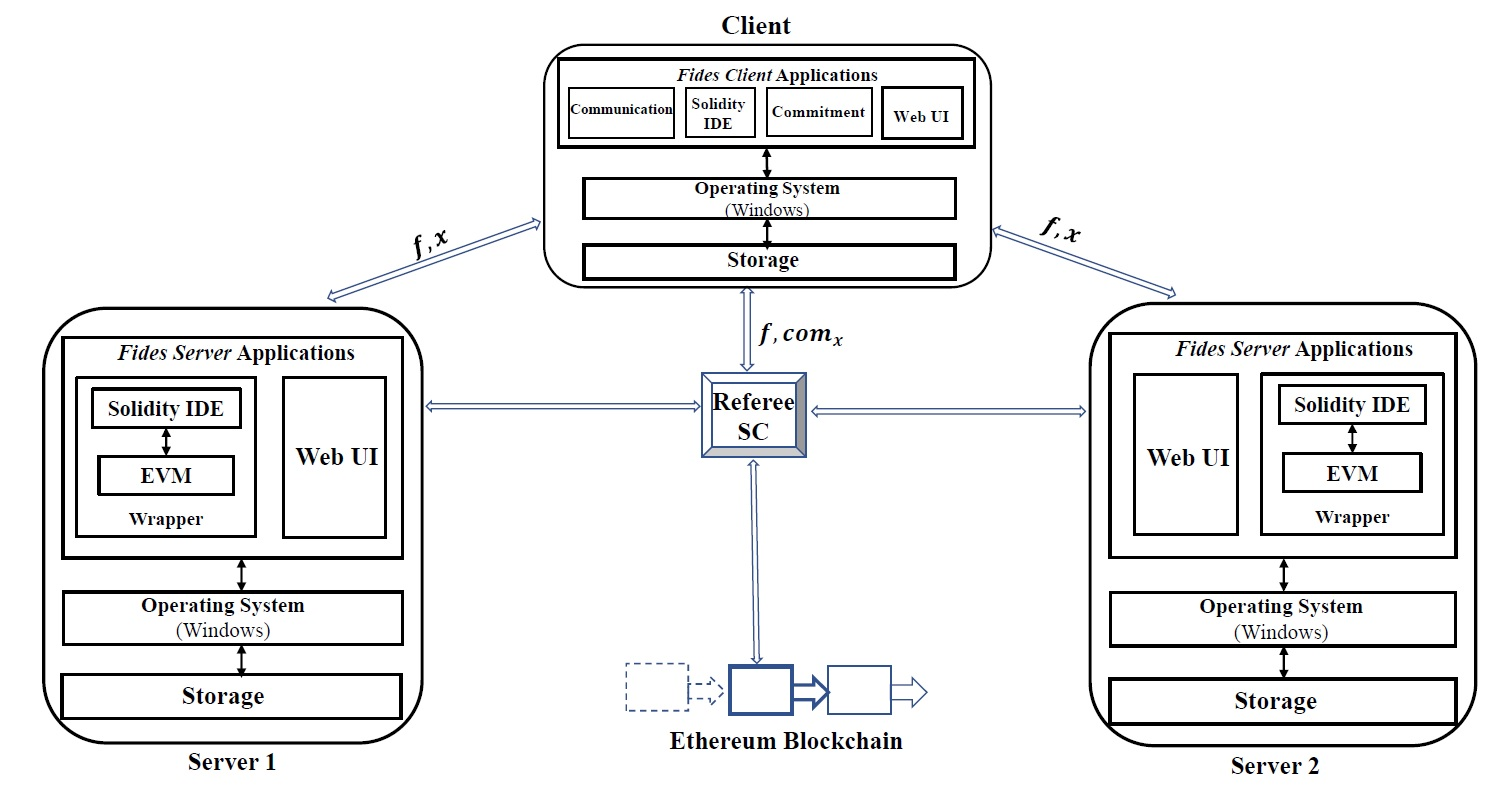 Client
Fides Client Applications
Communication
Solidity
IDE
Commitment
Web UI
Operating System
(Windows)
Storage
f, x
f, x
f, comₓ
Fides Server Applications
Solidity IDE
EVM
Wrapper
Web UI
Operating System
(Windows)
Storage
Server 1
Referee
SC
Fides Server Applications
Web UI
Solidity IDE
EVM
Wrapper
Operating System
(Windows)
Storage
Server 2
Ethereum Blockchain